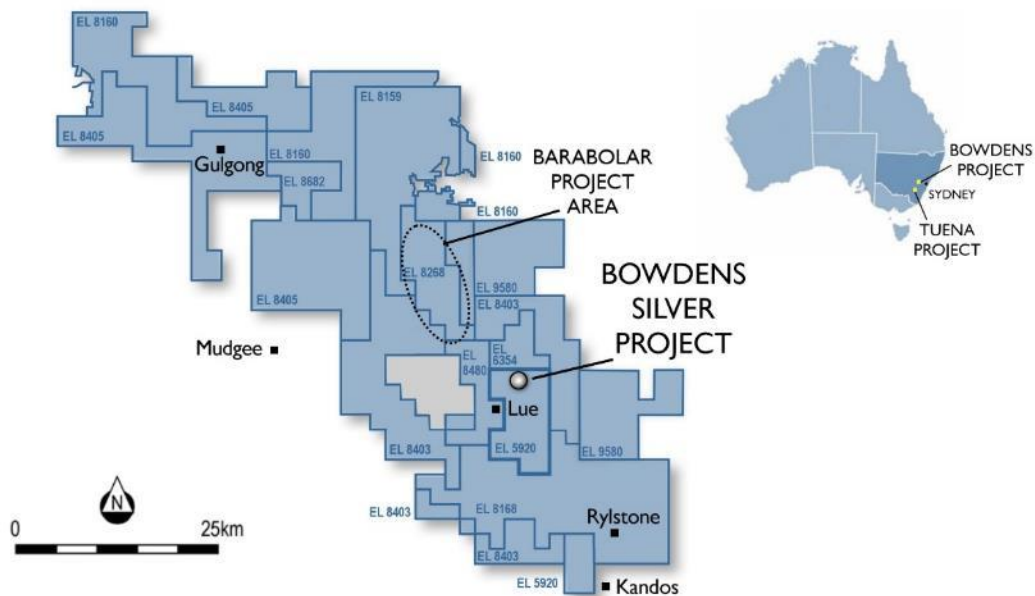 EL 8160
EL 8405
EL 8405
Gulgong
EL 8159
EL 8160
EL 8682
EL 8160
BARABOLAR
PROJECT
AREA
EL 8160
EL 8268
EL 9580
EL 8405
EL 8403
Mudgee
BOWDENS
SILVER
PROJECT
EL
8480
EL
6354
Lue
EL 8403
EL 5920
EL 9580
EL 8403
EL 8168
Rylstone
EL 8403
EL 5920
Kandos
N
0
25km
BOWDENS
PROJECT
SYDNEY
TUENA
PROJECT